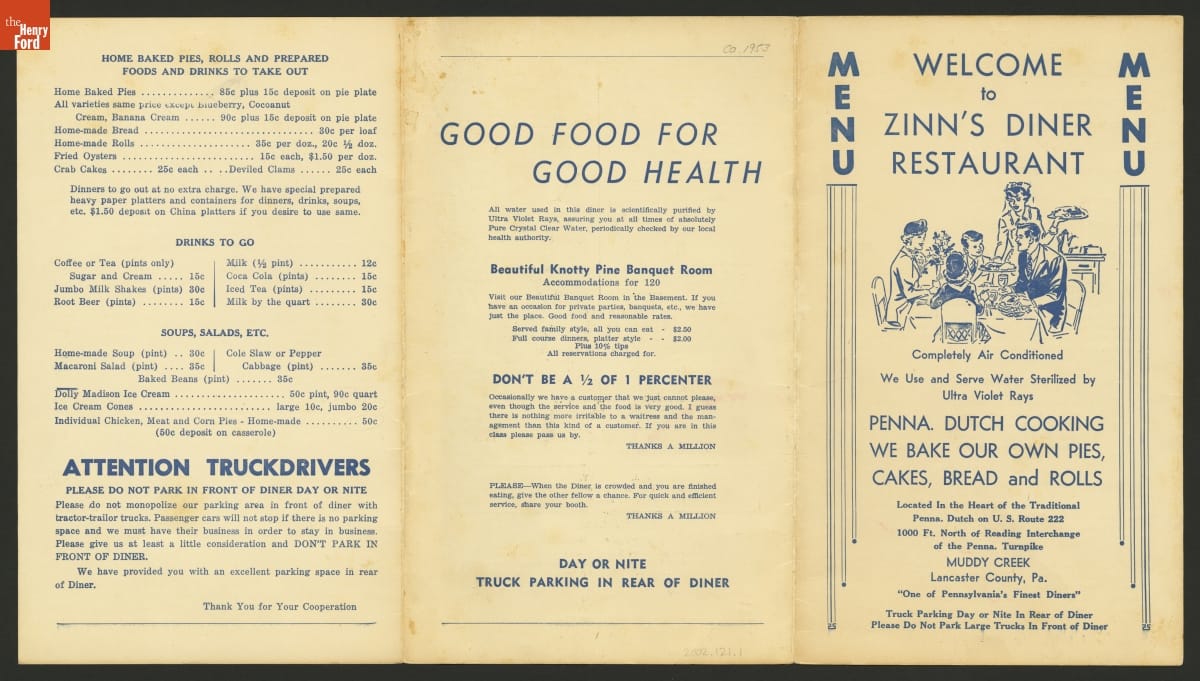 the
Henry
Ford
HOME BAKED PIES, ROLLS AND PREPARED
FOODS AND DRINKS TO TAKE OUT
Home Baked Pies .............. 85c plus 15c deposit on pie plate
All varieties same price except Blueberry, Cocoanut
Cream, Banana Cream ...... 90c plus 15c deposit on pie plate
Home-made Bread ............................... 30c per loaf
Home-made Rolls .................... 35c per doz., 20c ½ doz.
Fried Oysters ........................ 15c each, $1.50 per doz.
Crab Cakes ........ 25c each .. ..Deviled Clams ...... 25c each
Dinners to go out at no extra charge. We have special prepared
heavy paper platters and containers for dinners, drinks, soups,
etc. $1.50 deposit on China platters if you desire to use same.
DRINKS TO GO
Coffee or Tea (pints only)
Sugar and Cream ..... 15c
Jumbo Milk Shakes (pints) 30c
Root Beer (pints) ........ 15c
Milk (½ pint) ........... 12c
Coca Cola (pints) ........ 15c
Iced Tea (pints) ......... 15c
Milk by the quart ........ 30c
SOUPS, SALADS, ETC.
Home-made Soup (pint) .. 30c
Macaroni Salad (pint) .... 35c
Cole Slaw or Pepper
Cabbage (pint) ....... 35c
Baked Beans (pint) ....... 35c
Dolly Madison Ice Cream .................... 50c pint, 90c quart
Ice Cream Cones ........................ large 10c, jumbo 20c
Individual Chicken, Meat and Corn Pies - Home-made .......... 50c
(50c deposit on casserole)
ATTENTION TRUCKDRIVERS
PLEASE DO NOT PARK IN FRONT OF DINER DAY OR NITE
Please do not monopolize our parking area in front of diner with
tractor-trailor trucks. Passenger cars will not stop if there is no parking
space and we must have their business in order to stay in business.
Please give us at least a little consideration and DON'T PARK IN
FRONT OF DINER.
We have provided you with an excellent parking space in rear
of Diner.
Thank You for Your Cooperation
Ca. 1953
GOOD FOOD FOR
GOOD HEALTH
All water used in this diner is scientifically purified by
Ultra Violet Rays, assuring you at all times of absolutely
Pure Crystal Clear Water, periodically checked by our local
health authority.
Beautiful Knotty Pine Banquet Room
Accommodations for 120
Visit our Beautiful Banquet Room in the Basement. If you
have an occasion for private parties, banquets, etc., we have
just the place. Good food and reasonable rates.
Served family style, all you can eat - $2.50
Full course dinners, platter style - - $2.00
Plus 10% tips
All reservations charged for.
DON'T BE A ½ OF 1 PERCENTER
Occasionally we have a customer that we just cannot please,
even though the service and the food is very good. I guess
there is nothing more irritable to a waitress and the man-
agement than this kind of a customer. If you are in this
class please pass us by.
THANKS A MILLION
PLEASE—When the Diner is crowded and you are finished
eating, give the other fellow a chance. For quick and efficient
service, share your booth.
THANKS A MILLION
DAY OR NITE
TRUCK PARKING IN REAR OF DINER
2002.121.1
MENU
WELCOME
to
ZINN'S DINER
RESTAURANT
MENU
Completely Air Conditioned
We Use and Serve Water Sterilized by
Ultra Violet Rays
PENNA. DUTCH COOKING
WE BAKE OUR OWN PIES,
CAKES, BREAD and ROLLS
Located In the Heart of the Traditional
Penna. Dutch on U. S. Route 222
1000 Ft. North of Reading Interchange
of the Penna. Turnpike
MUDDY CREEK
Lancaster County, Pa.
"One of Pennsylvania's Finest Diners"
Truck Parking Day or Nite In Rear of Diner
Please Do Not Park Large Trucks In Front of Diner
25
25